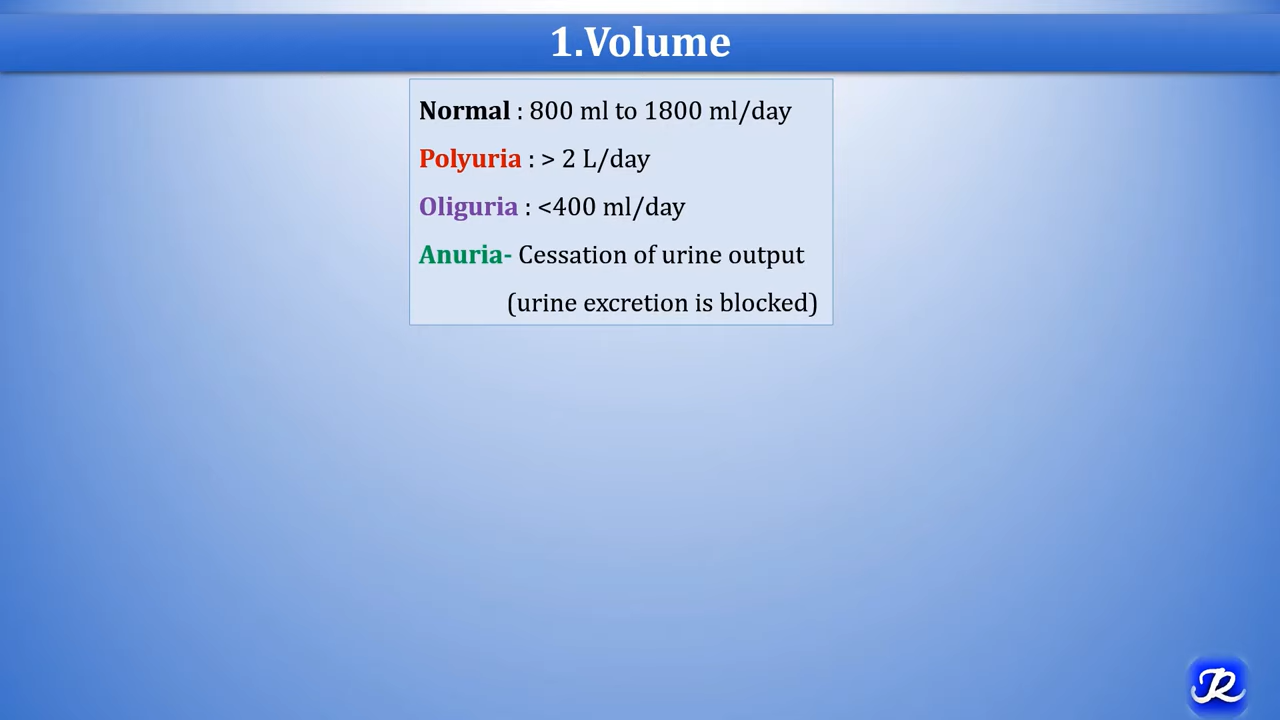 1.Volume
Normal : 800 ml to 1800 ml/day
Polyuria : > 2 L/day
Oliguria : <400 ml/day
Anuria- Cessation of urine output
(urine excretion is blocked)
JR